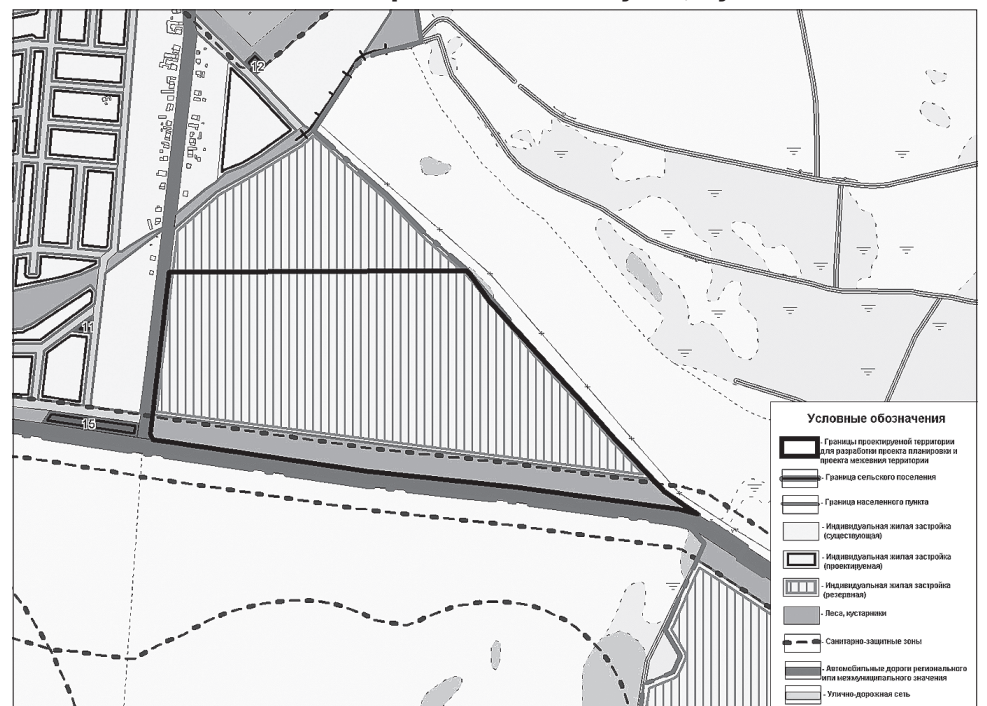 12
11
15
Условные обозначения
- Границы проектируемой территории
для разработки проекта планировки и
проекта межевния территории
- Граница сельского поселения
- Граница населенного пункта
- Индивидуальная жилая застройка
(существующая)
- Индивидуальная жилая застройка
(проектируемая)
- Индивидуальная жилая застройка
(резервная)
- Леса, кустарники
- Санитарно-защитные зоны
- Автомобильные дороги регионального
или межмуниципального значения
- Улично-дорожная сеть